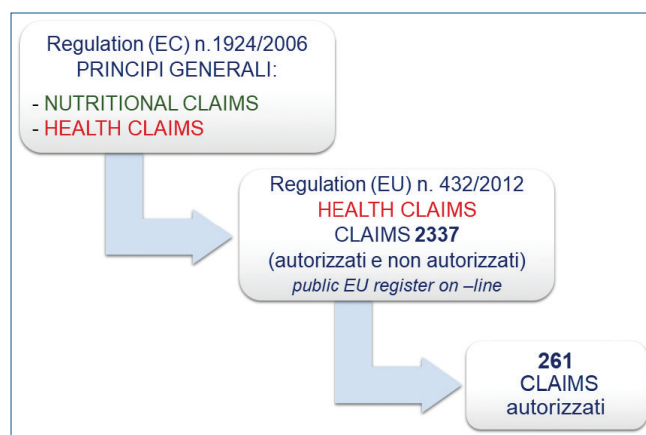 Regulation (EC) n.1924/2006
PRINCIPI GENERALI:
- NUTRITIONAL CLAIMS
- HEALTH CLAIMS
Regulation (EU) n. 432/2012
HEALTH CLAIMS
CLAIMS 2337
(autorizzati e non autorizzati)
public EU register on –line
261
CLAIMS
autorizzati